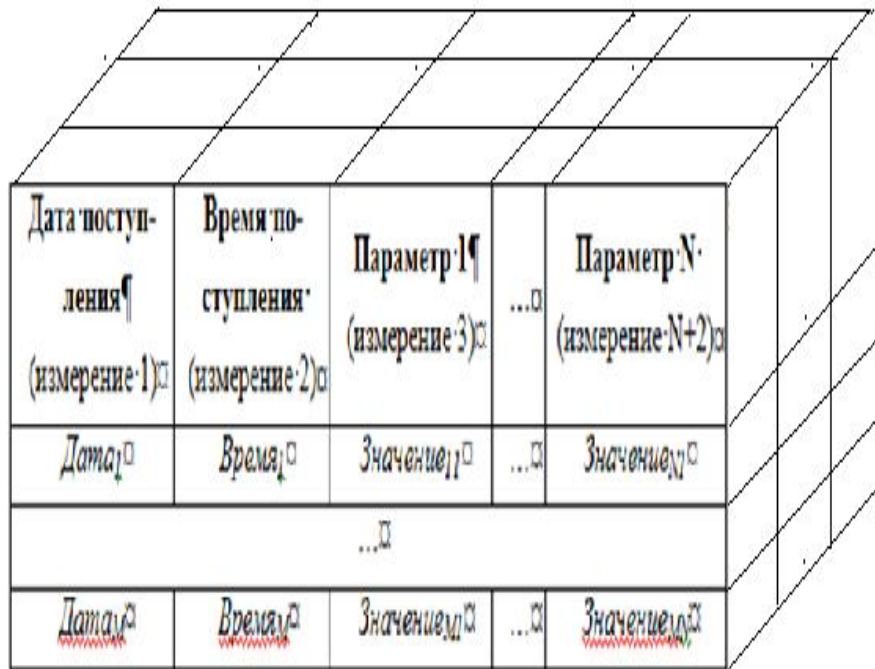 Дата·поступ-
ления¶
(измерение·1)¤
Время·по-
ступления·
(измерение·2)¤
Параметр·1¶
(измерение·3)¤
...¤
Параметр·N·
(измерение·N+2)¤
Дата1¤
Время1¤
Значение11¤
...¤
ЗначениеN1¤
...¤
ДатаM¤
ВремяM¤
ЗначениеM1¤
...¤
ЗначениеMN¤